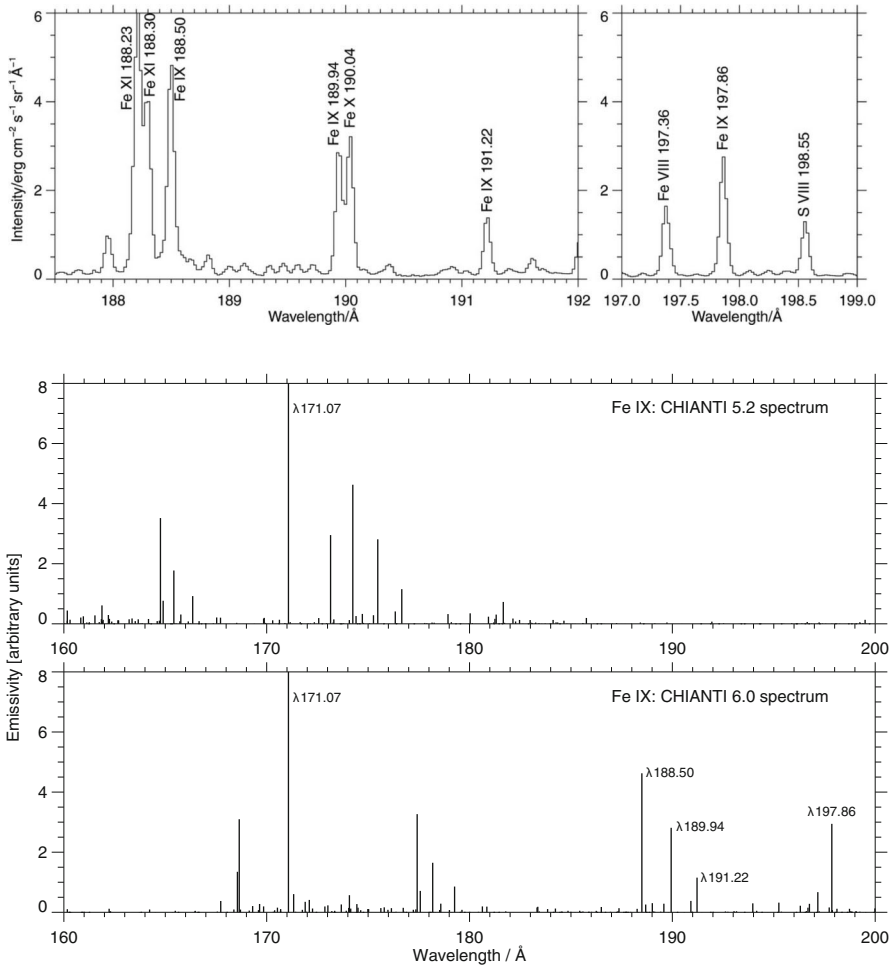 6
4
2
0
Intensity/erg cm⁻² s⁻¹ sr⁻¹ Å⁻¹
Fe XI 188.23
Fe XI 188.30
Fe IX 188.50
Fe IX 189.94
Fe X 190.04
Fe IX 191.22
188 189 190 191 192
Wavelength/Å
6
4
2
0
Fe VIII 197.36
Fe IX 197.86
S VIII 198.55
197.0 197.5 198.0 198.5 199.0
Wavelength/Å
Emissivity [arbitrary units]
8
6
4
2
0
λ171.07
Fe IX: CHIANTI 5.2 spectrum
160 170 180 190 200
8
6
4
2
0
λ171.07
Fe IX: CHIANTI 6.0 spectrum
λ188.50
λ189.94
λ191.22
λ197.86
160 170 180 190 200
Wavelength / Å